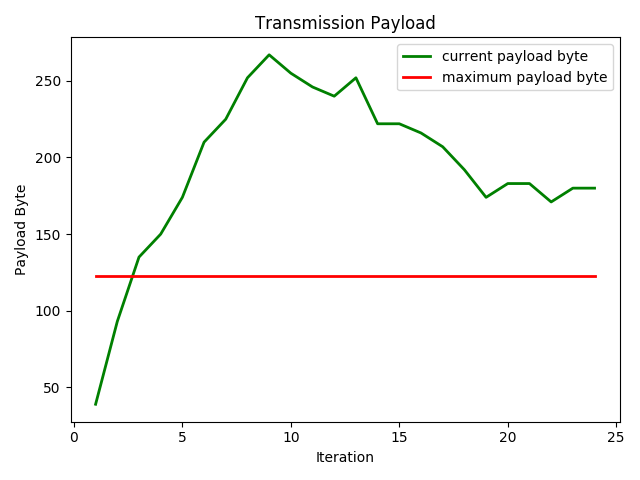 Transmission Payload
current payload byte
maximum payload byte
Payload Byte
250
200
150
100
50
0
5
10
15
20
25
Iteration